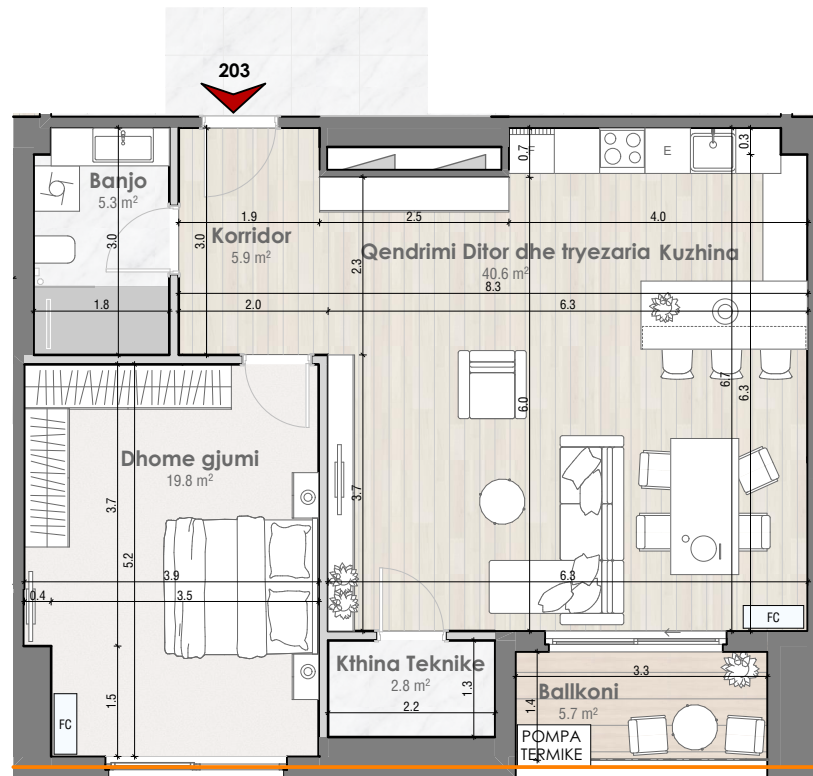 203
Banjo
5.3 m²
3.0
1.8
1.9
Korridor
5.9 m²
3.0
2.0
2.5
2.3
F
E
0.7
0.3
4.0
Qendrimi Ditor dhe tryezaria Kuzhina
40.6 m²
8.3
6.3
6.0
6.7
6.3
3.7
Dhome gjumi
19.8 m²
3.7
5.2
3.9
0.4
3.5
1.5
FC
6.3
FC
Kthina Teknike
2.8 m²
1.3
2.2
3.3
Ballkoni
5.7 m²
1.4
POMPA
TERMIKE